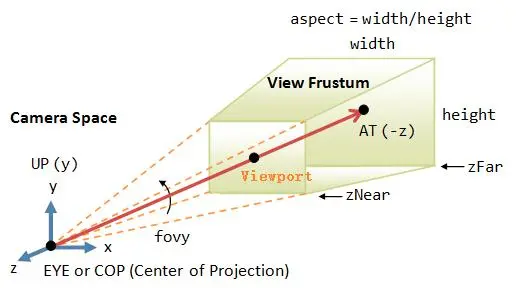 aspect = width/height
width
View Frustum
Camera Space
height
AT (-z)
UP (y)
Viewport
zFar
y
zNear
fovy
x
z
EYE or COP (Center of Projection)